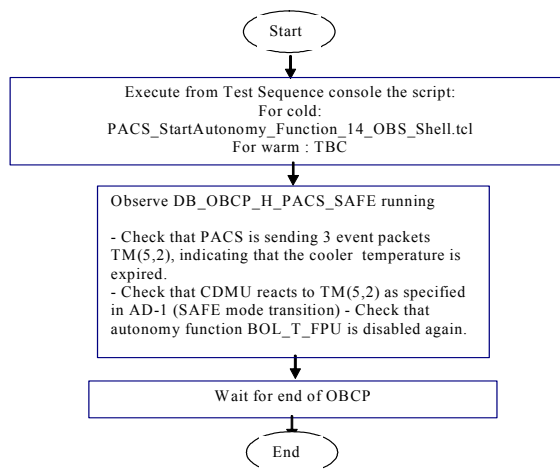 Start
Execute from Test Sequence console the script:
For cold:
PACS_StartAutonomy_Function_14_OBS_Shell.tcl
For warm : TBC
Observe DB_OBCP_H_PACS_SAFE running
- Check that PACS is sending 3 event packets
TM(5,2), indicating that the cooler temperature is
expired.
- Check that CDMU reacts to TM(5,2) as specified
in AD-1 (SAFE mode transition) - Check that
autonomy function BOL_T_FPU is disabled again.
Wait for end of OBCP
End